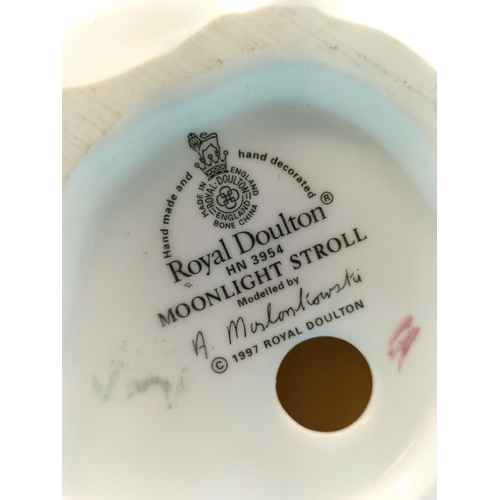 Hand made and hand decorated
MADE IN ENGLAND
ROYAL·DOULTON
ENGLAND
BONE CHINA
Royal Doulton®
HN 3954
MOONLIGHT STROLL
Modelled by
A. Maslankowski
© 1997 ROYAL DOULTON